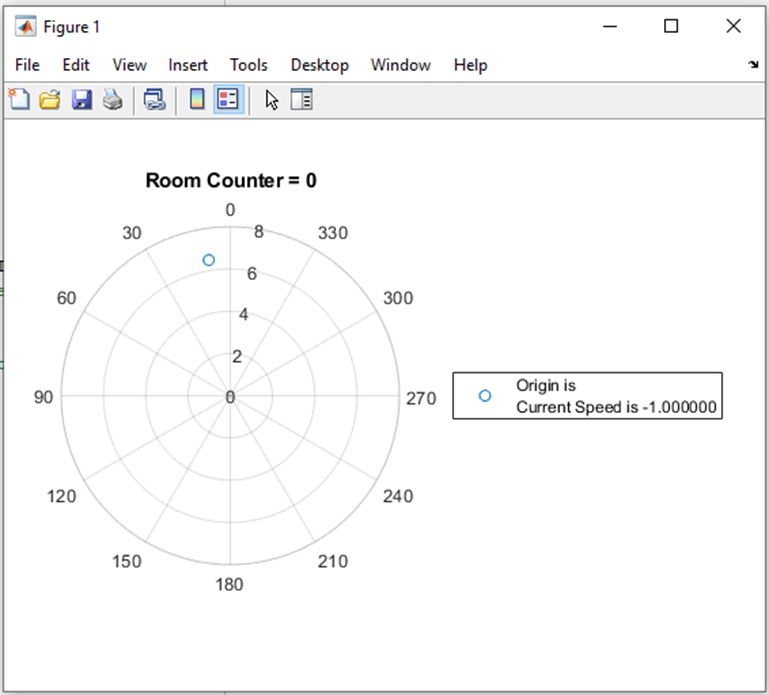 Figure 1
File Edit View Insert Tools Desktop Window Help
Room Counter = 0
0
30 8 330
6
60 4 300
2
90 0 270
Origin is
Current Speed is -1.000000
120 240
150 210
180